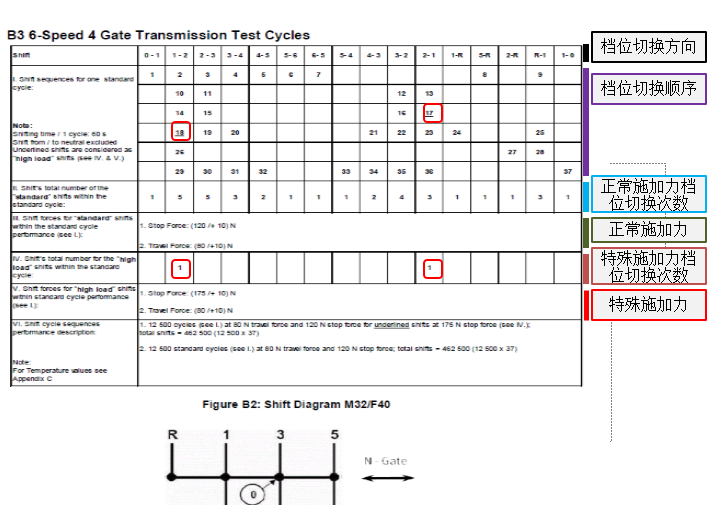 B3 6-Speed 4 Gate Transmission Test Cycles
Shift 0 - 1 1 - 2 2 - 3 3 - 4 4- 5 5- 6 6- 5 5- 4 4- 3 3- 2 2- 1 1-R 5-R 2-R R-1 1- 0
I. Shift sequences for one standard
cycle:
1 2 3 4 5 6 7 8 9
10 11 12 13
14 15 16 17
18 19 20 21 22 23 24 25
26 27 28
29 30 31 32 33 34 35 36 37
Note:
Shifting time / 1 cycle: 60 s
Shift from / to neutral excluded
Underlined shifts are considered as
"high load" shifts (see IV. & V.)
II. Shift's total number of the
"standard" shifts within the
standard cycle:
1 5 5 3 2 1 1 1 2 4 3 1 1 1 3 1
III. Shift forces for "standard" shifts
within the standard cycle
performance (see I.):
1. Stop Force: (120 /+ 10) N
2. Travel Force: (80 /+10) N
IV. Shift's total number for the "high
load" shifts within the standard
cycle:
1 1
V. Shift forces for "high load" shifts
within standard cycle performance
(see I.):
1. Stop Force: (175 /+ 10) N
2. Travel Force: (80 /+10) N
VI. Shift cycle sequences
performance description:
1. 12 500 cycles (see I.) at 80 N travel force and 120 N stop force for underlined shifts at 175 N stop force (see IV.);
total shifts = 462 500 (12 500 x 37)
2. 12 500 standard cycles (see I.) at 80 N travel force and 120 N stop force; total shifts = 462 500 (12 500 x 37)
Note:
For Temperature values see
Appendix C
档位切换方向
档位切换顺序
正常施加力档
位切换次数
正常施加力
特殊施加力档
位切换次数
特殊施加力
Figure B2: Shift Diagram M32/F40
R 1 3 5
N - Gate
0